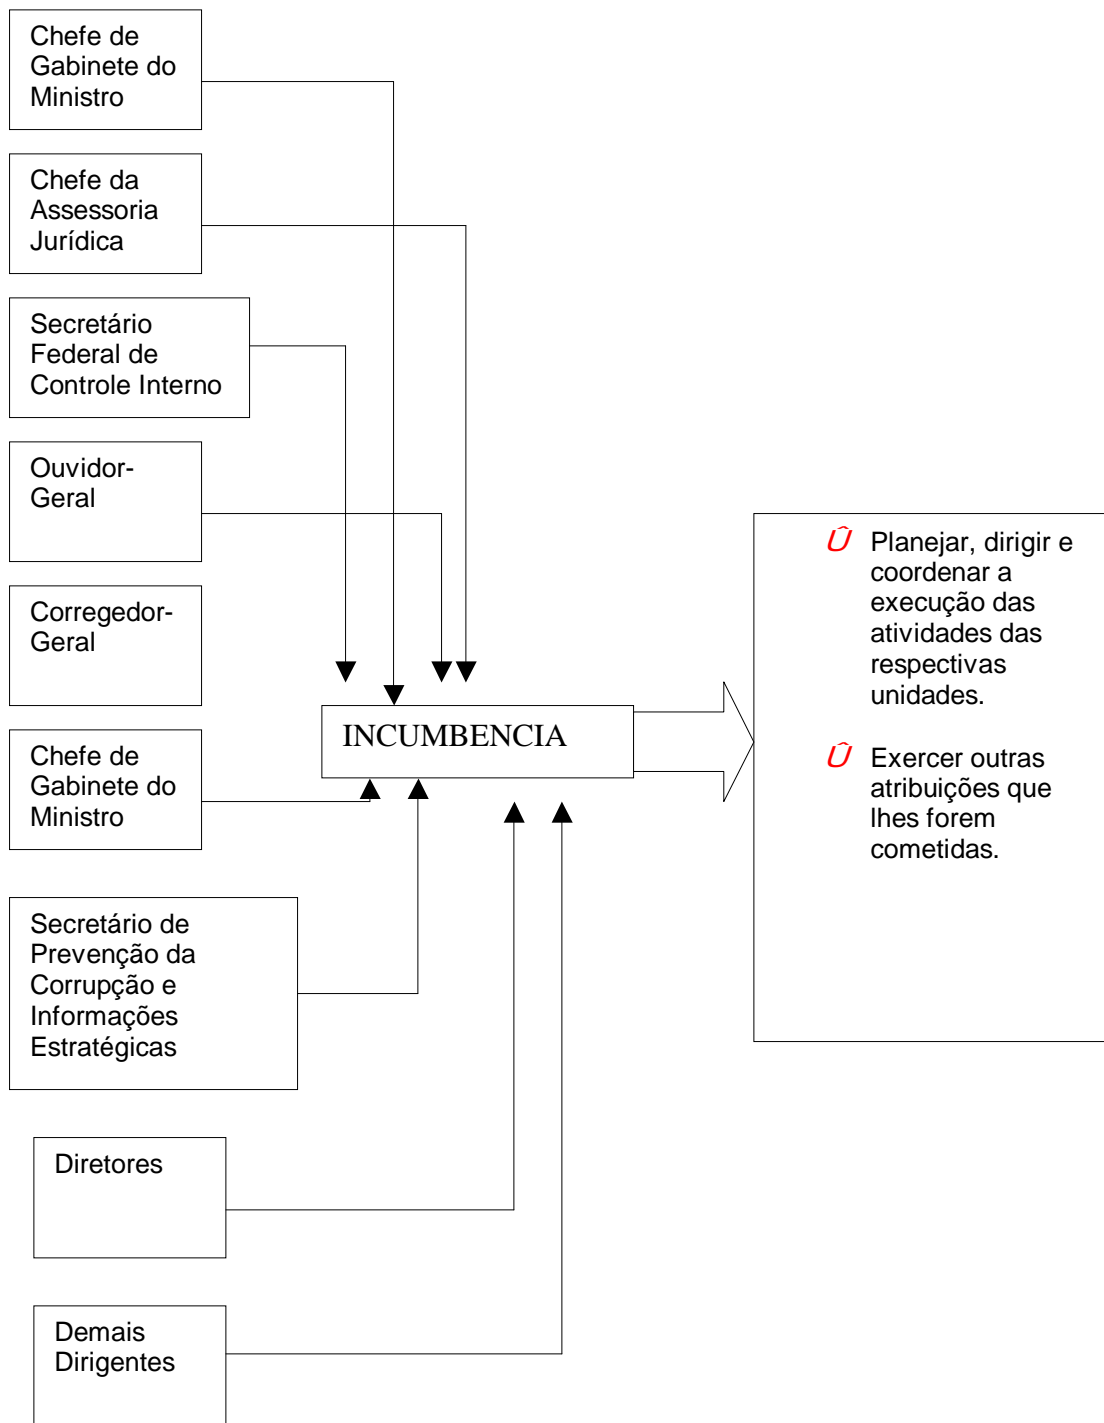 Chefe de
Gabinete do
Ministro
Chefe da
Assessoria
Jurídica
Secretário
Federal de
Controle Interno
Ouvidor-
Geral
Corregedor-
Geral
Chefe de
Gabinete do
Ministro
Secretário de
Prevenção da
Corrupção e
Informações
Estratégicas
Diretores
Demais
Dirigentes
INCUMBENCIA
Û Planejar, dirigir e
coordenar a
execução das
atividades das
respectivas
unidades.
Û Exercer outras
atribuições que
lhes forem
cometidas.